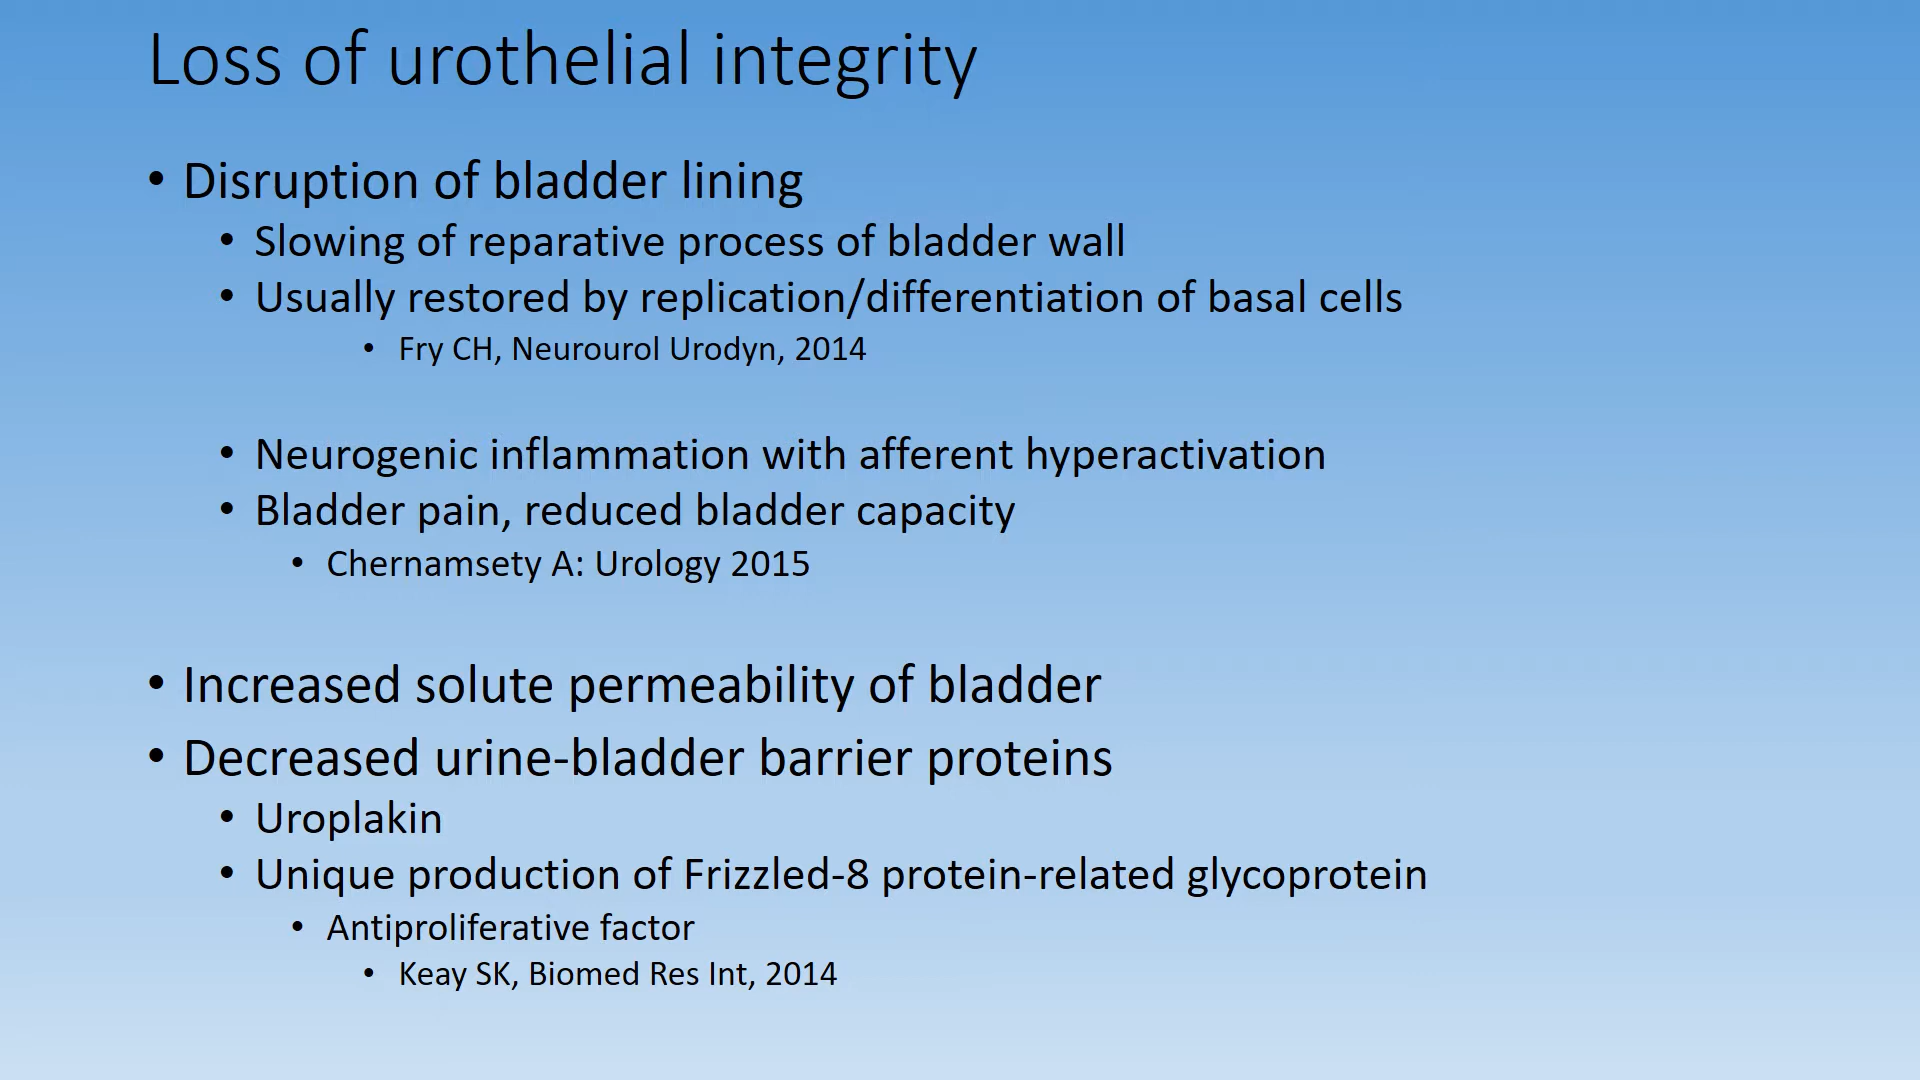 Loss of urothelial integrity
• Disruption of bladder lining
• Slowing of reparative process of bladder wall
• Usually restored by replication/differentiation of basal cells
• Fry CH, Neurourol Urodyn, 2014
• Neurogenic inflammation with afferent hyperactivation
• Bladder pain, reduced bladder capacity
• Chernamsety A: Urology 2015
• Increased solute permeability of bladder
• Decreased urine-bladder barrier proteins
• Uroplakin
• Unique production of Frizzled-8 protein-related glycoprotein
• Antiproliferative factor
• Keay SK, Biomed Res Int, 2014